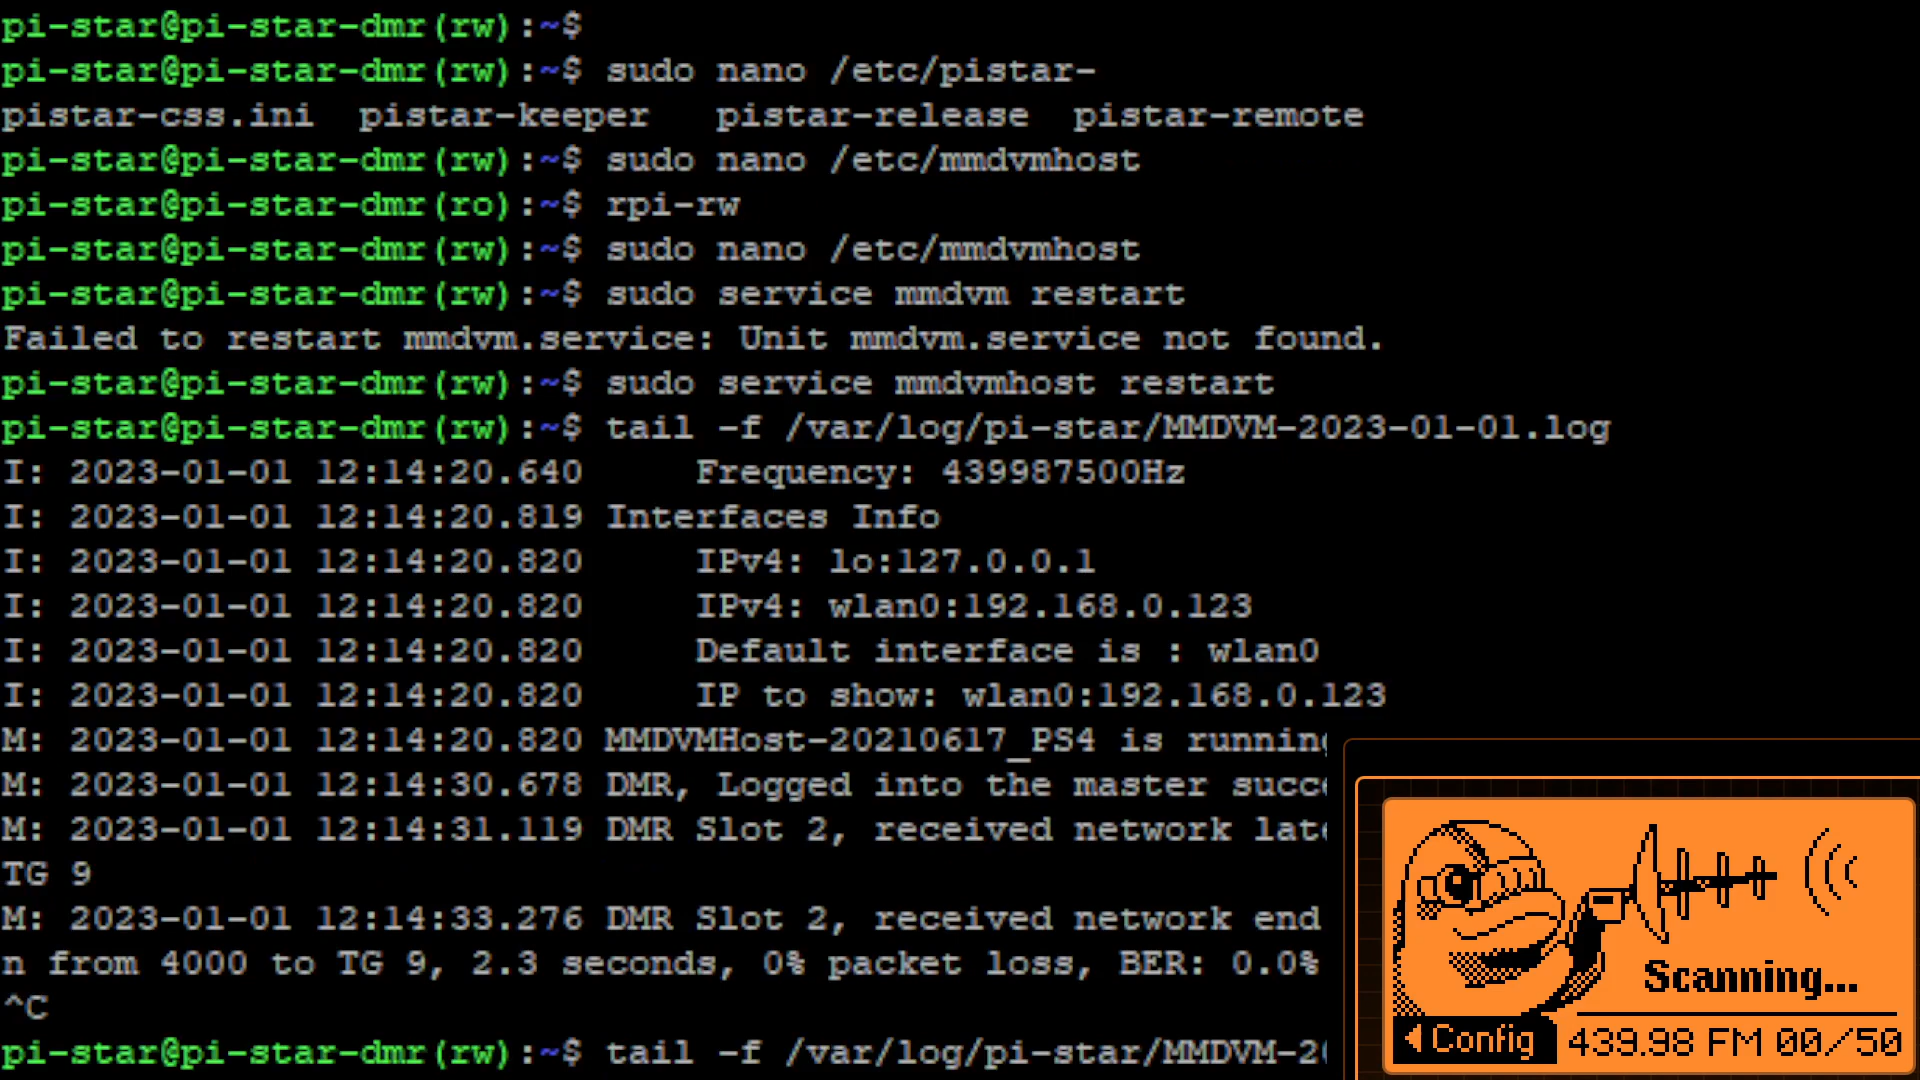 pi-star@pi-star-dmr(rw):~$
pi-star@pi-star-dmr(rw):~$ sudo nano /etc/pistar-
pistar-css.ini  pistar-keeper   pistar-release  pistar-remote
pi-star@pi-star-dmr(rw):~$ sudo nano /etc/mmdvmhost
pi-star@pi-star-dmr(ro):~$ rpi-rw
pi-star@pi-star-dmr(rw):~$ sudo nano /etc/mmdvmhost
pi-star@pi-star-dmr(rw):~$ sudo service mmdvm restart
Failed to restart mmdvm.service: Unit mmdvm.service not found.
pi-star@pi-star-dmr(rw):~$ sudo service mmdvmhost restart
pi-star@pi-star-dmr(rw):~$ tail -f /var/log/pi-star/MMDVM-2023-01-01.log
I: 2023-01-01 12:14:20.640     Frequency: 439987500Hz
I: 2023-01-01 12:14:20.819 Interfaces Info
I: 2023-01-01 12:14:20.820     IPv4: lo:127.0.0.1
I: 2023-01-01 12:14:20.820     IPv4: wlan0:192.168.0.123
I: 2023-01-01 12:14:20.820     Default interface is : wlan0
I: 2023-01-01 12:14:20.820     IP to show: wlan0:192.168.0.123
M: 2023-01-01 12:14:20.820 MMDVMHost-20210617_PS4 is running
M: 2023-01-01 12:14:30.678 DMR, Logged into the master succe
M: 2023-01-01 12:14:31.119 DMR Slot 2, received network late
TG 9
M: 2023-01-01 12:14:33.276 DMR Slot 2, received network end
n from 4000 to TG 9, 2.3 seconds, 0% packet loss, BER: 0.0%
^C
pi-star@pi-star-dmr(rw):~$ tail -f /var/log/pi-star/MMDVM-2
Scanning...
Config
439.98 FM 00/50